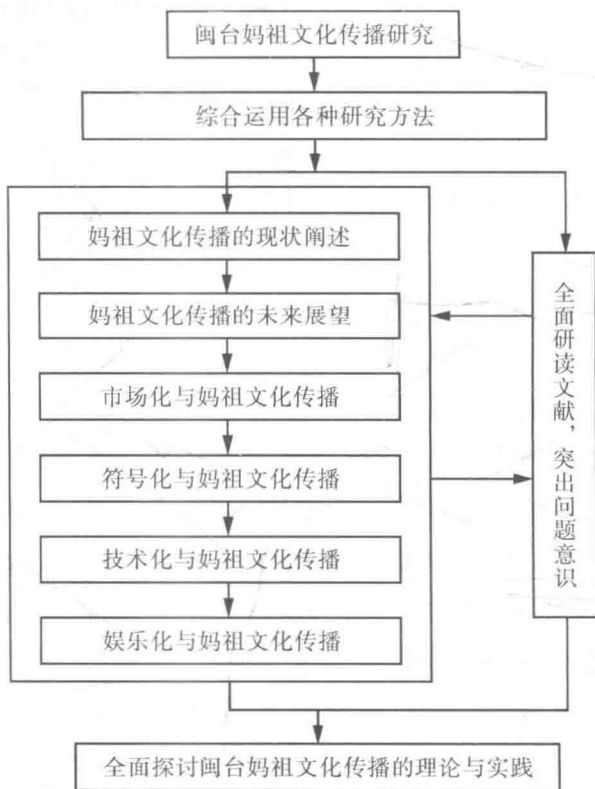 闽台妈祖文化传播研究
综合运用各种研究方法
妈祖文化传播的现状阐述
妈祖文化传播的未来展望
市场化与妈祖文化传播
符号化与妈祖文化传播
技术化与妈祖文化传播
娱乐化与妈祖文化传播
全面研读文献，突出问题意识
全面探讨闽台妈祖文化传播的理论与实践